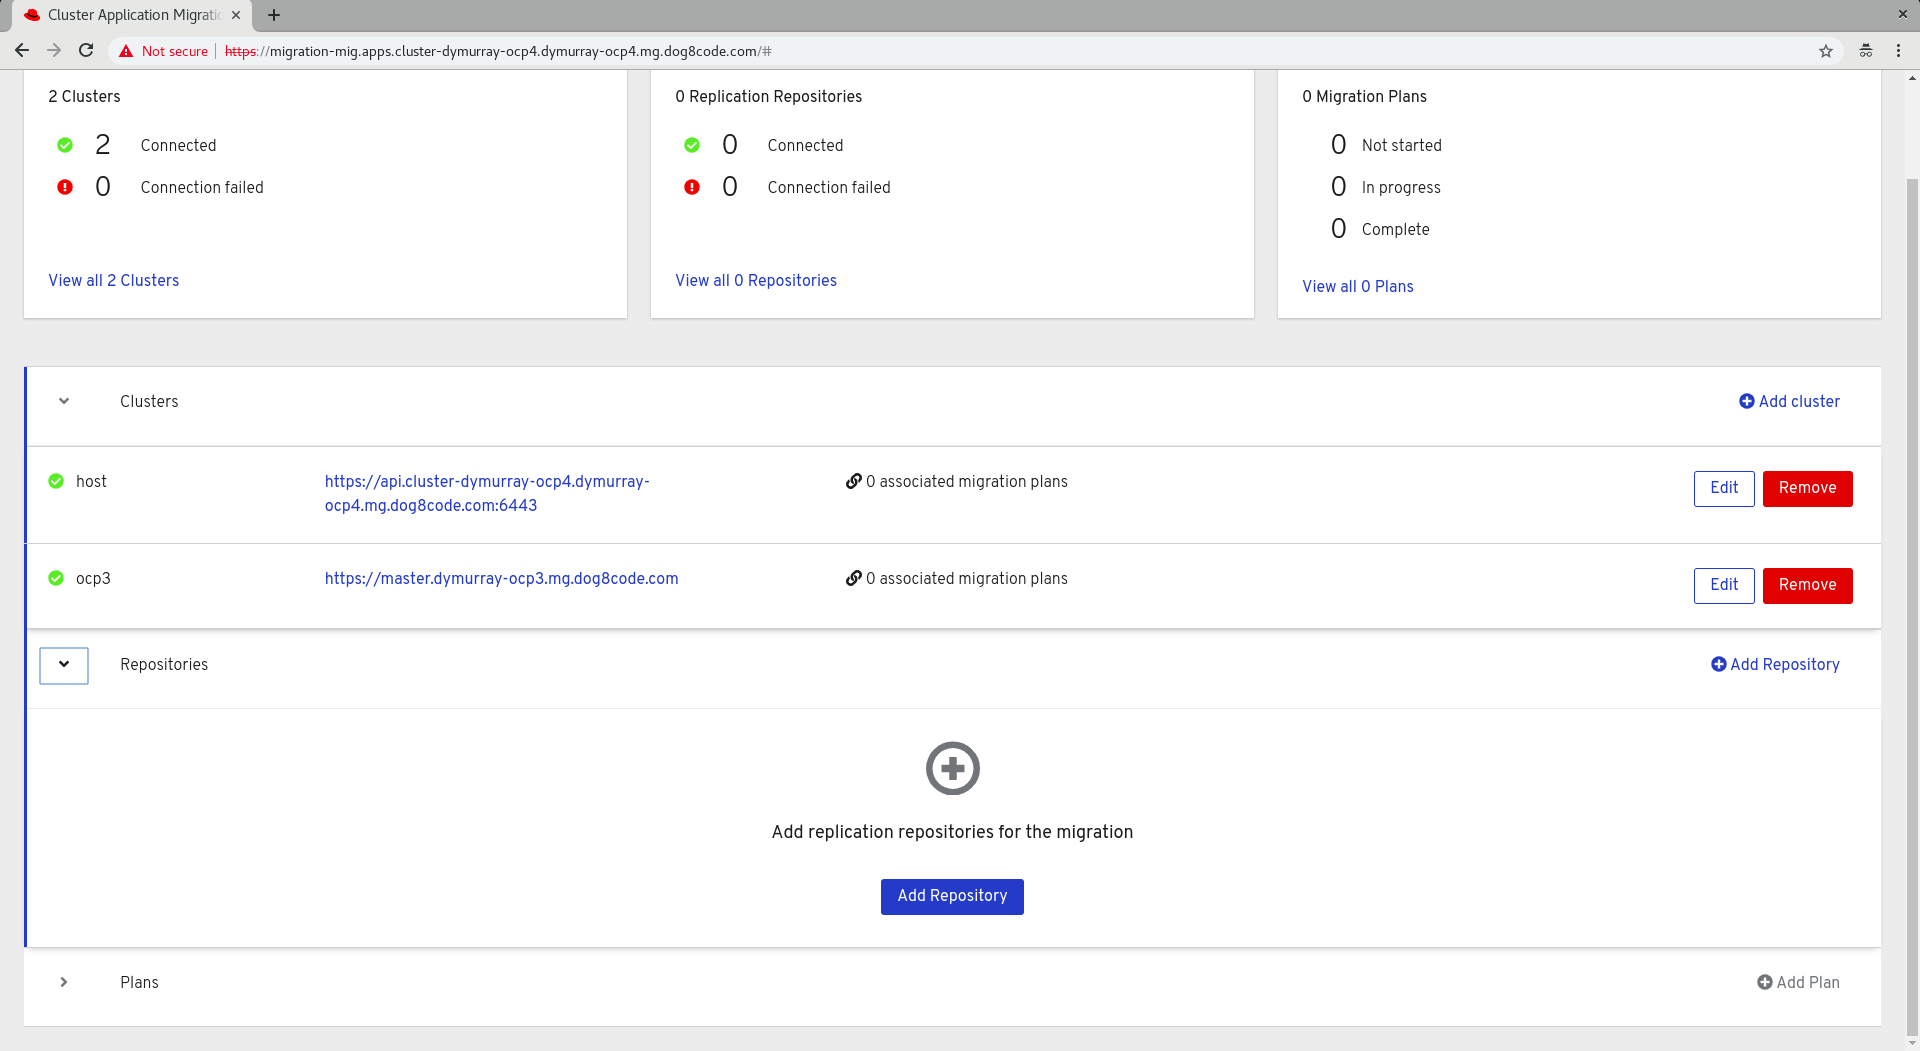 Cluster Application Migratio
Not secure https://migration-mig.apps.cluster-dymurray-ocp4.dymurray-ocp4.mg.dog8code.com/#
2 Clusters
2 Connected
0 Connection failed
View all 2 Clusters
0 Replication Repositories
0 Connected
0 Connection failed
View all 0 Repositories
0 Migration Plans
0 Not started
0 In progress
0 Complete
View all 0 Plans
Clusters Add cluster
host https://api.cluster-dymurray-ocp4.dymurray- 0 associated migration plans Edit Remove
ocp4.mg.dog8code.com:6443
ocp3 https://master.dymurray-ocp3.mg.dog8code.com 0 associated migration plans Edit Remove
Repositories Add Repository
Add replication repositories for the migration
Add Repository
Plans Add Plan